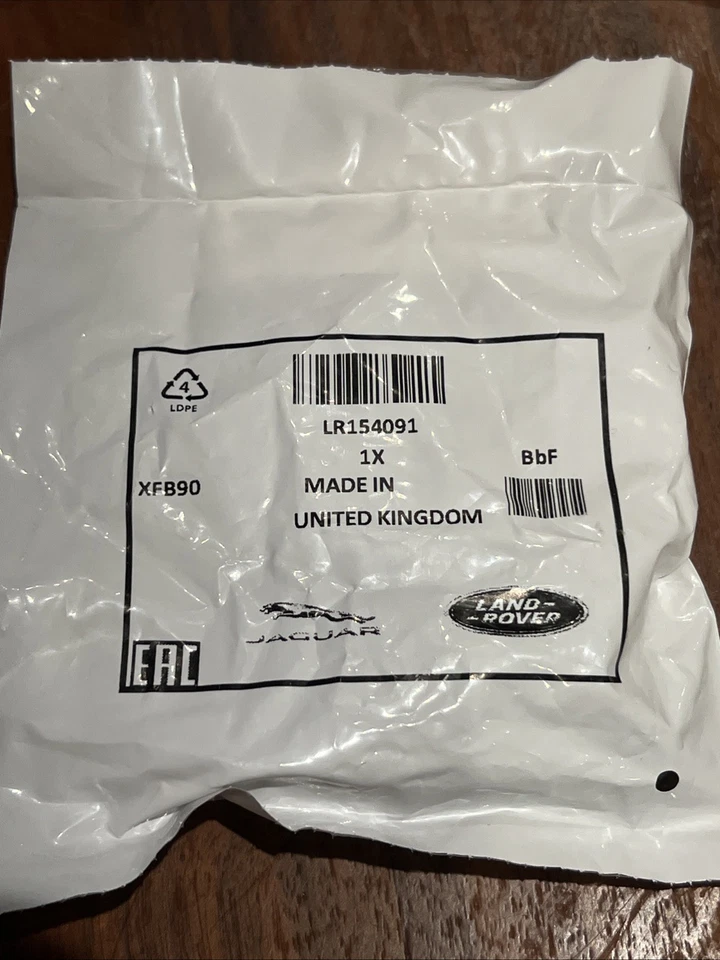 4
LDPE
LR154091
1X
BbF
XFB90
MADE IN
UNITED KINGDOM
JAGUAR
LAND-
-ROVER
EAC